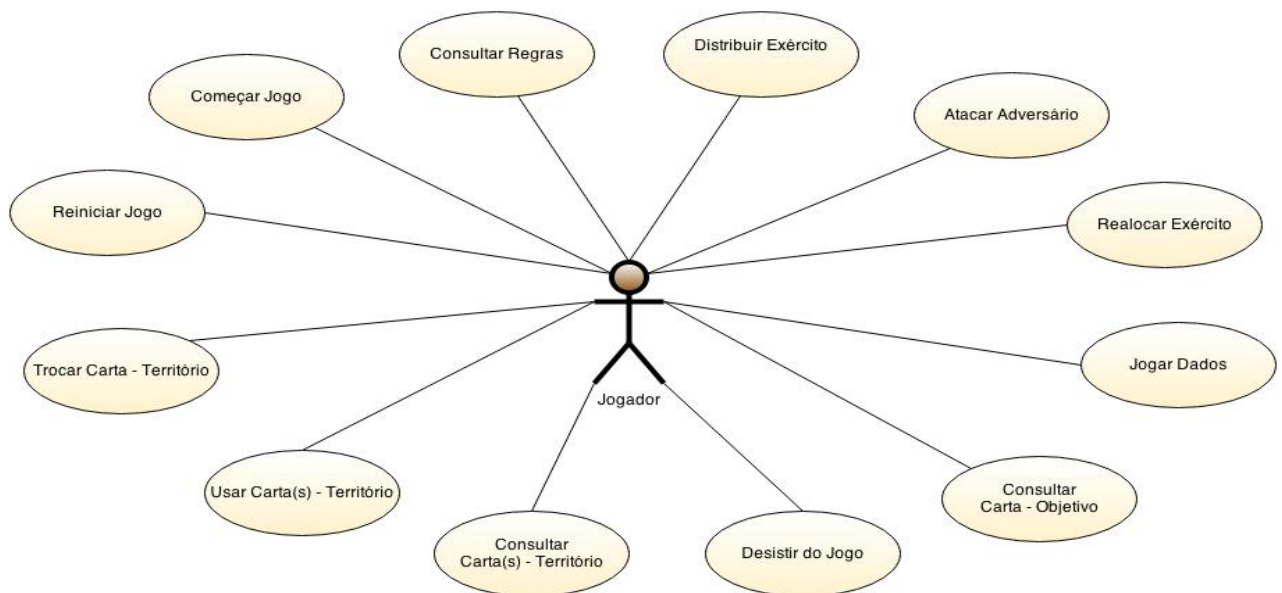 Distribuir Exército
Consultar Regras
Começar Jogo
Atacar Adversário
Reiniciar Jogo
Realocar Exército
Trocar Carta - Território
Jogar Dados
Jogador
Usar Carta(s) - Território
Consultar
Carta - Objetivo
Consultar
Carta(s) - Território
Desistir do Jogo